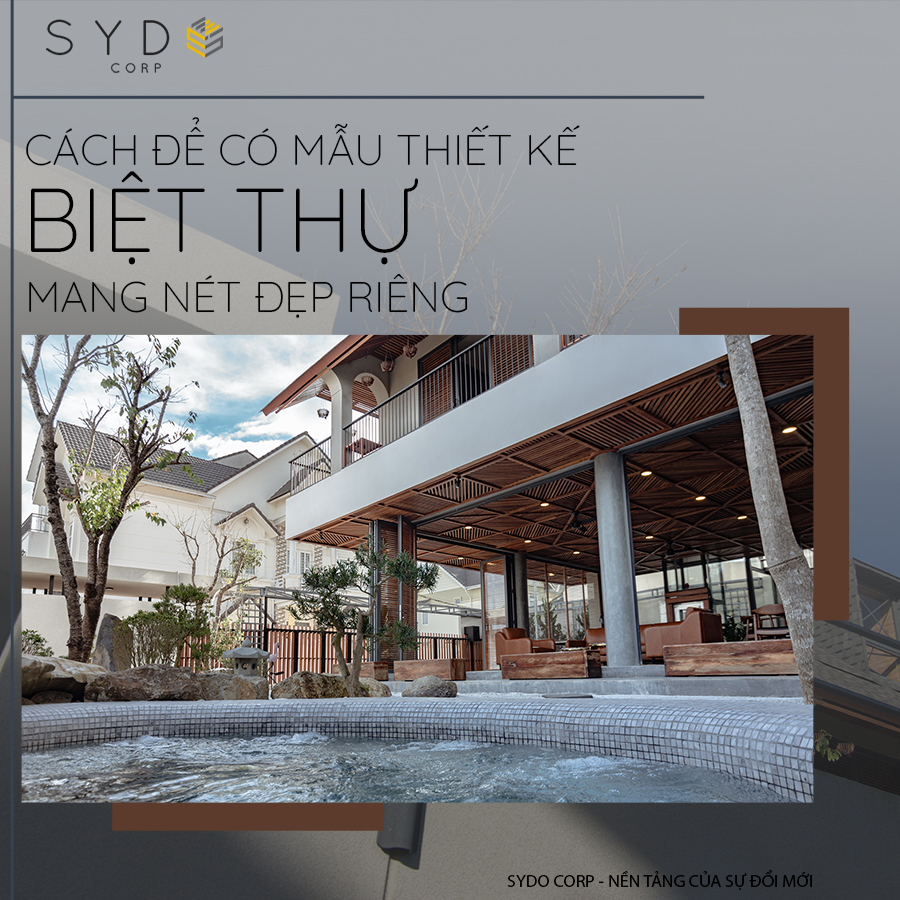 SYD
CORP
CÁCH ĐỂ CÓ MẪU THIẾT KẾ
BIỆT THỰ
MANG NÉT ĐẸP RIÊNG
SYDO CORP - NỀN TẢNG CỦA SỰ ĐỔI MỚI